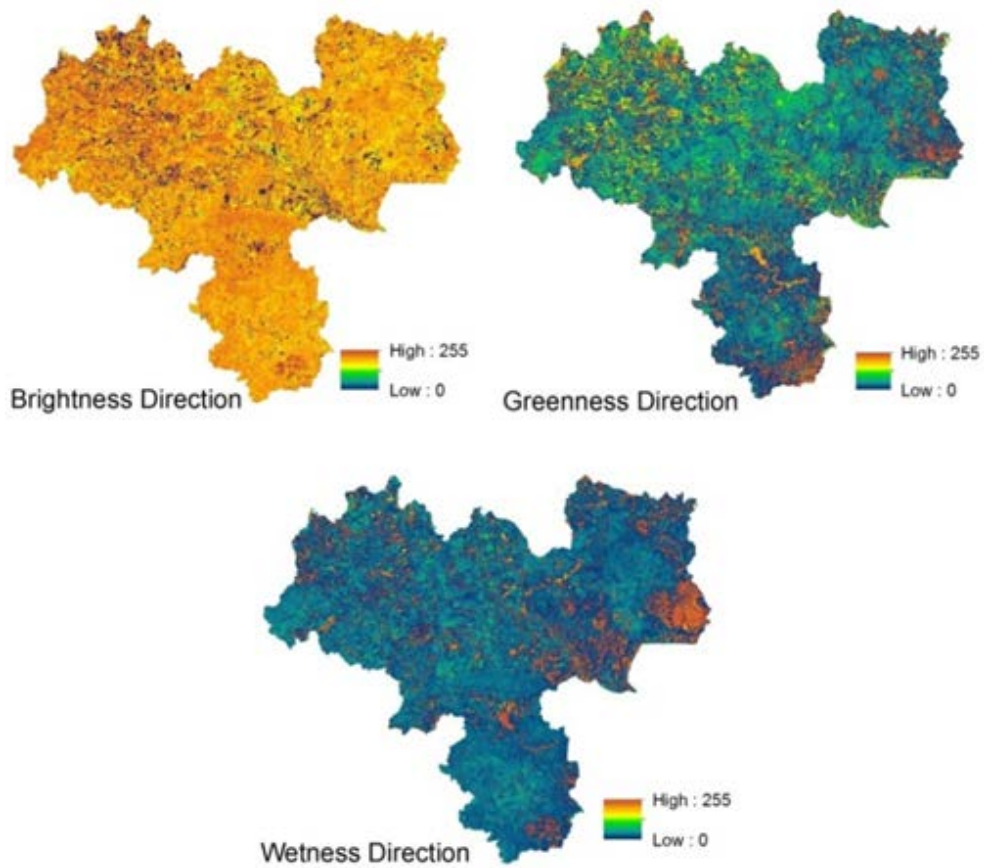 High : 255
Low : 0
Brightness Direction
High : 255
Low : 0
Greenness Direction
High : 255
Low : 0
Wetness Direction